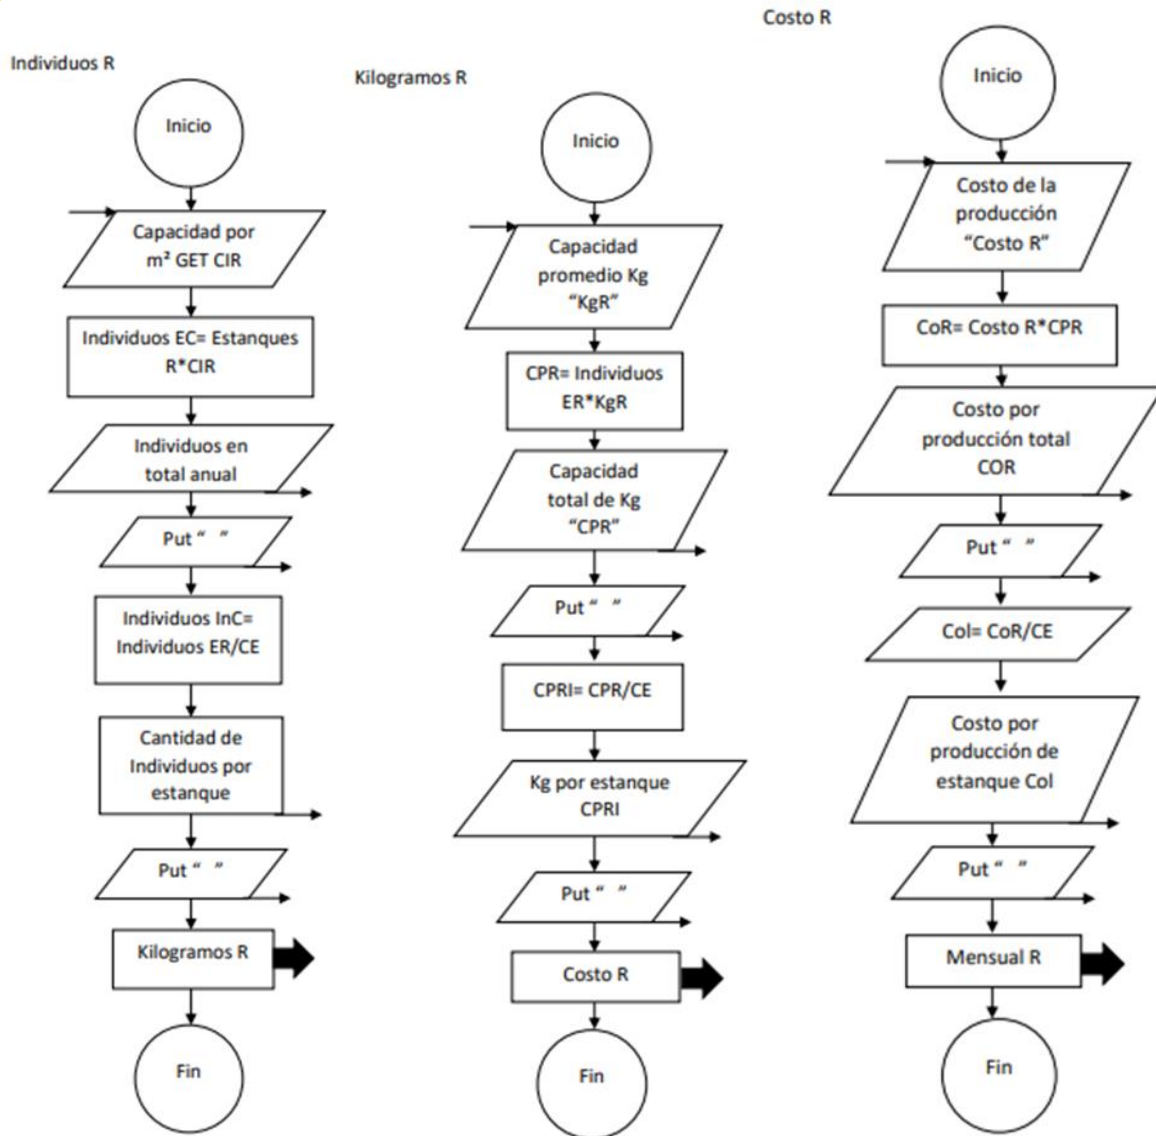 Individuos R
Inicio
Capacidad por
m² GET CIR
Individuos EC= Estanques
R*CIR
Individuos en
total anual
Put “ ”
Individuos InC=
Individuos ER/CE
Cantidad de
Individuos por
estanque
Put “ ”
Kilogramos R
Fin
Kilogramos R
Inicio
Capacidad
promedio Kg
“KgR”
CPR= Individuos
ER*KgR
Capacidad
total de Kg
“CPR”
Put “ ”
CPRI= CPR/CE
Kg por estanque
CPRI
Put “ ”
Costo R
Fin
Costo R
Inicio
Costo de la
producción
“Costo R”
CoR= Costo R*CPR
Costo por
producción total
COR
Put “ ”
Col= CoR/CE
Costo por
producción de
estanque Col
Put “ ”
Mensual R
Fin